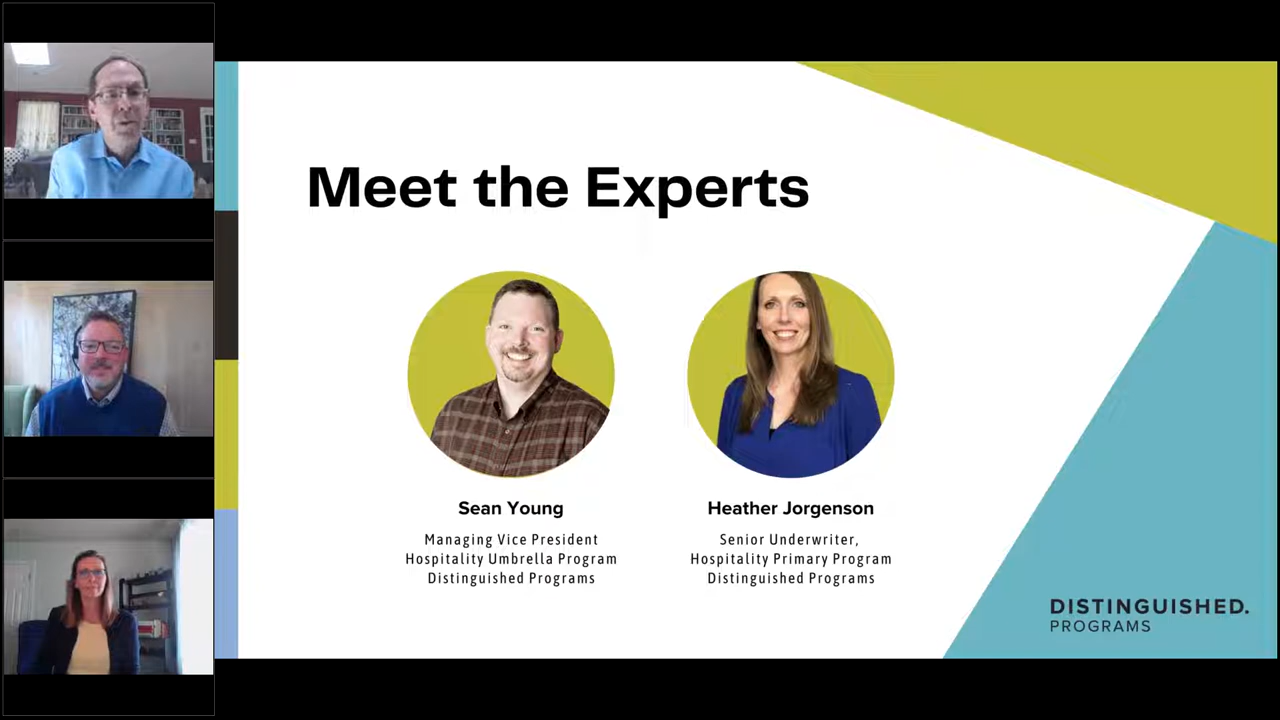 Meet the Experts
Sean Young
Managing Vice President
Hospitality Umbrella Program
Distinguished Programs
Heather Jorgenson
Senior Underwriter,
Hospitality Primary Program
Distinguished Programs
DISTINGUISHED.
PROGRAMS